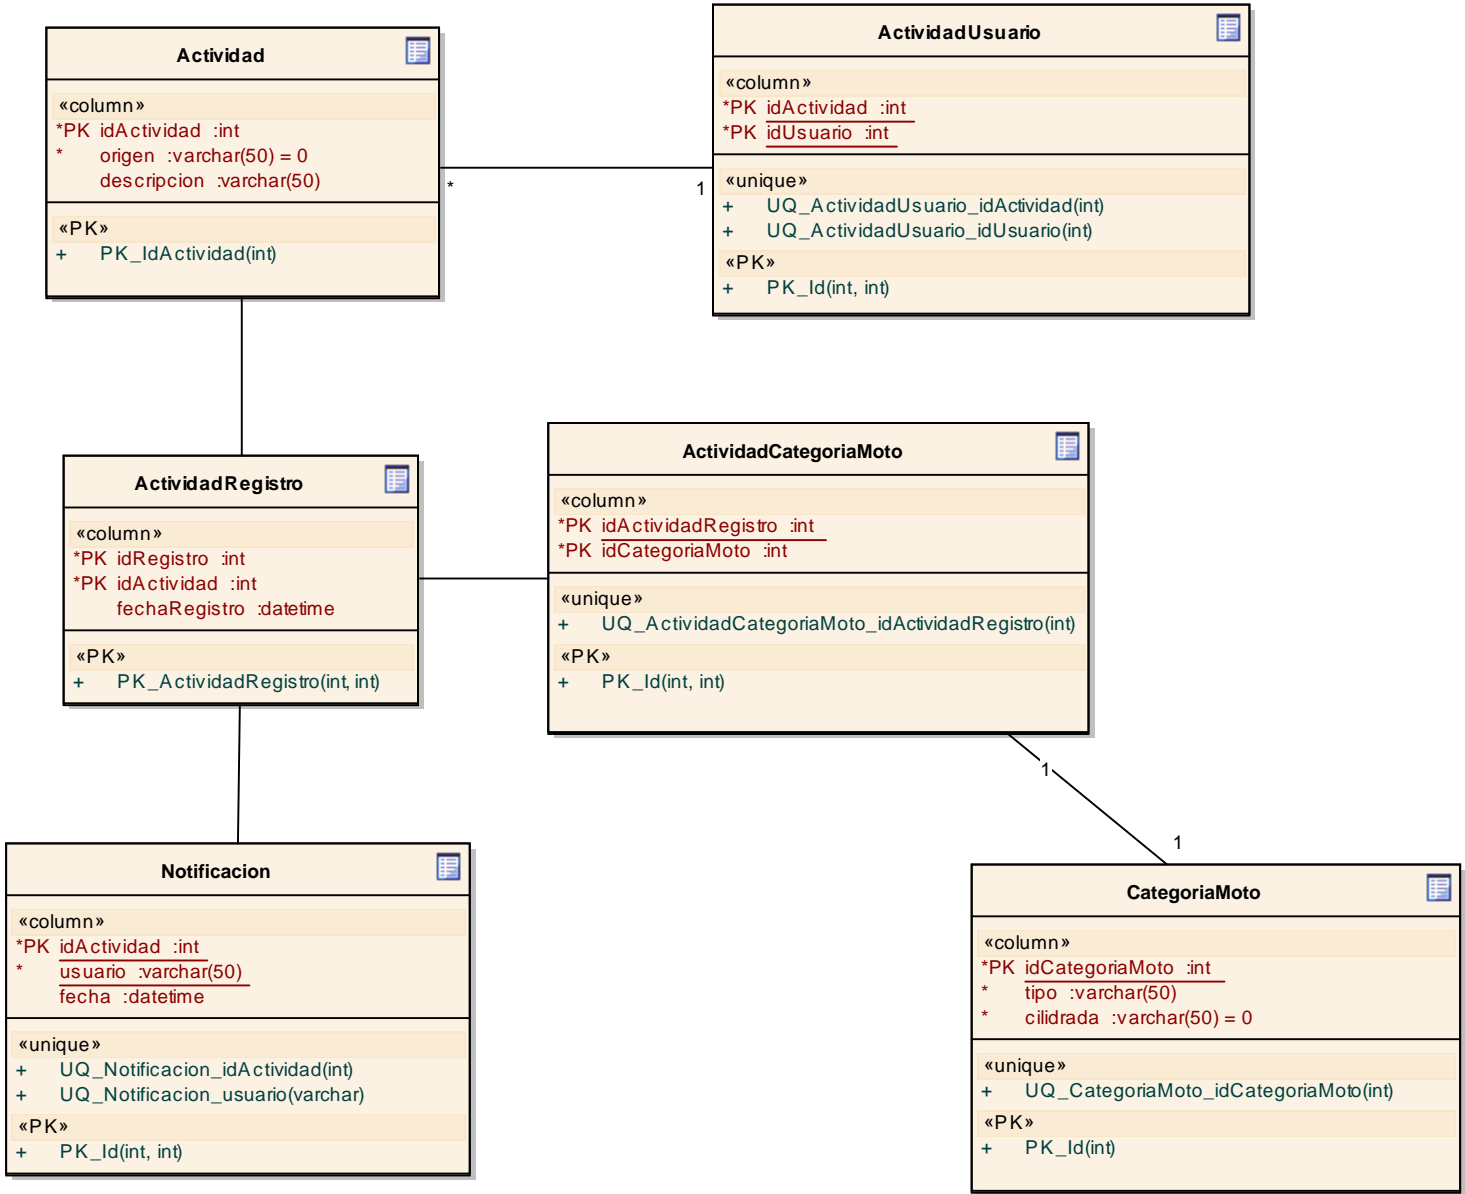 Actividad
«column»
*PK idActividad :int
* origen :varchar(50) = 0
descripcion :varchar(50)
«PK»
+ PK_IdActividad(int)
ActividadUsuario
«column»
*PK idActividad :int
*PK idUsuario :int
«unique»
+ UQ_ActividadUsuario_idActividad(int)
+ UQ_ActividadUsuario_idUsuario(int)
«PK»
+ PK_Id(int, int)
*
1
ActividadRegistro
«column»
*PK idRegistro :int
*PK idActividad :int
fechaRegistro :datetime
«PK»
+ PK_ActividadRegistro(int, int)
ActividadCategoriaMoto
«column»
*PK idActividadRegistro :int
*PK idCategoriaMoto :int
«unique»
+ UQ_ActividadCategoriaMoto_idActividadRegistro(int)
«PK»
+ PK_Id(int, int)
1
1
Notificacion
«column»
*PK idActividad :int
* usuario :varchar(50)
fecha :datetime
«unique»
+ UQ_Notificacion_idActividad(int)
+ UQ_Notificacion_usuario(varchar)
«PK»
+ PK_Id(int, int)
CategoriaMoto
«column»
*PK idCategoriaMoto :int
* tipo :varchar(50)
* cilidrada :varchar(50) = 0
«unique»
+ UQ_CategoriaMoto_idCategoriaMoto(int)
«PK»
+ PK_Id(int)